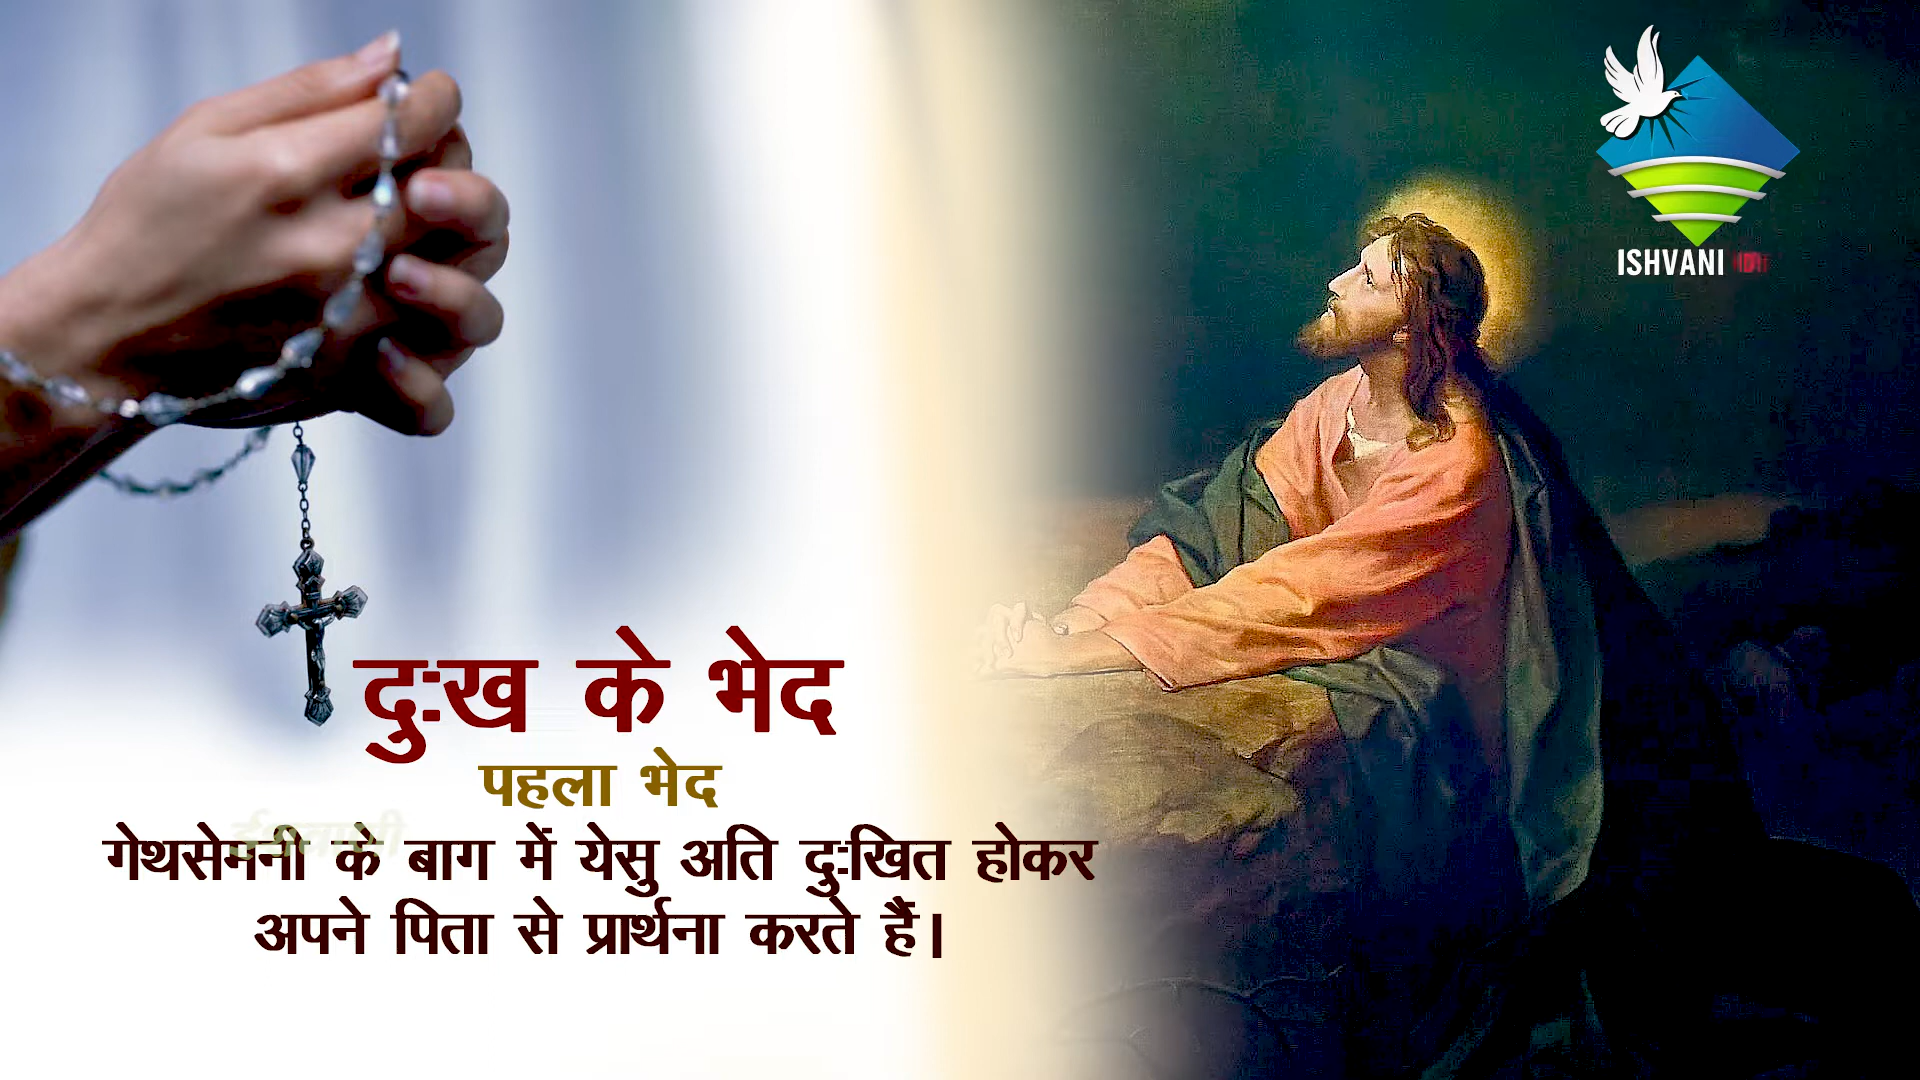 ISHVANI
दुःख के भेद
पहला भेद
गेथसेमनी के बाग में येसु अति दुःखित होकर
अपने पिता से प्रार्थना करते हैं।